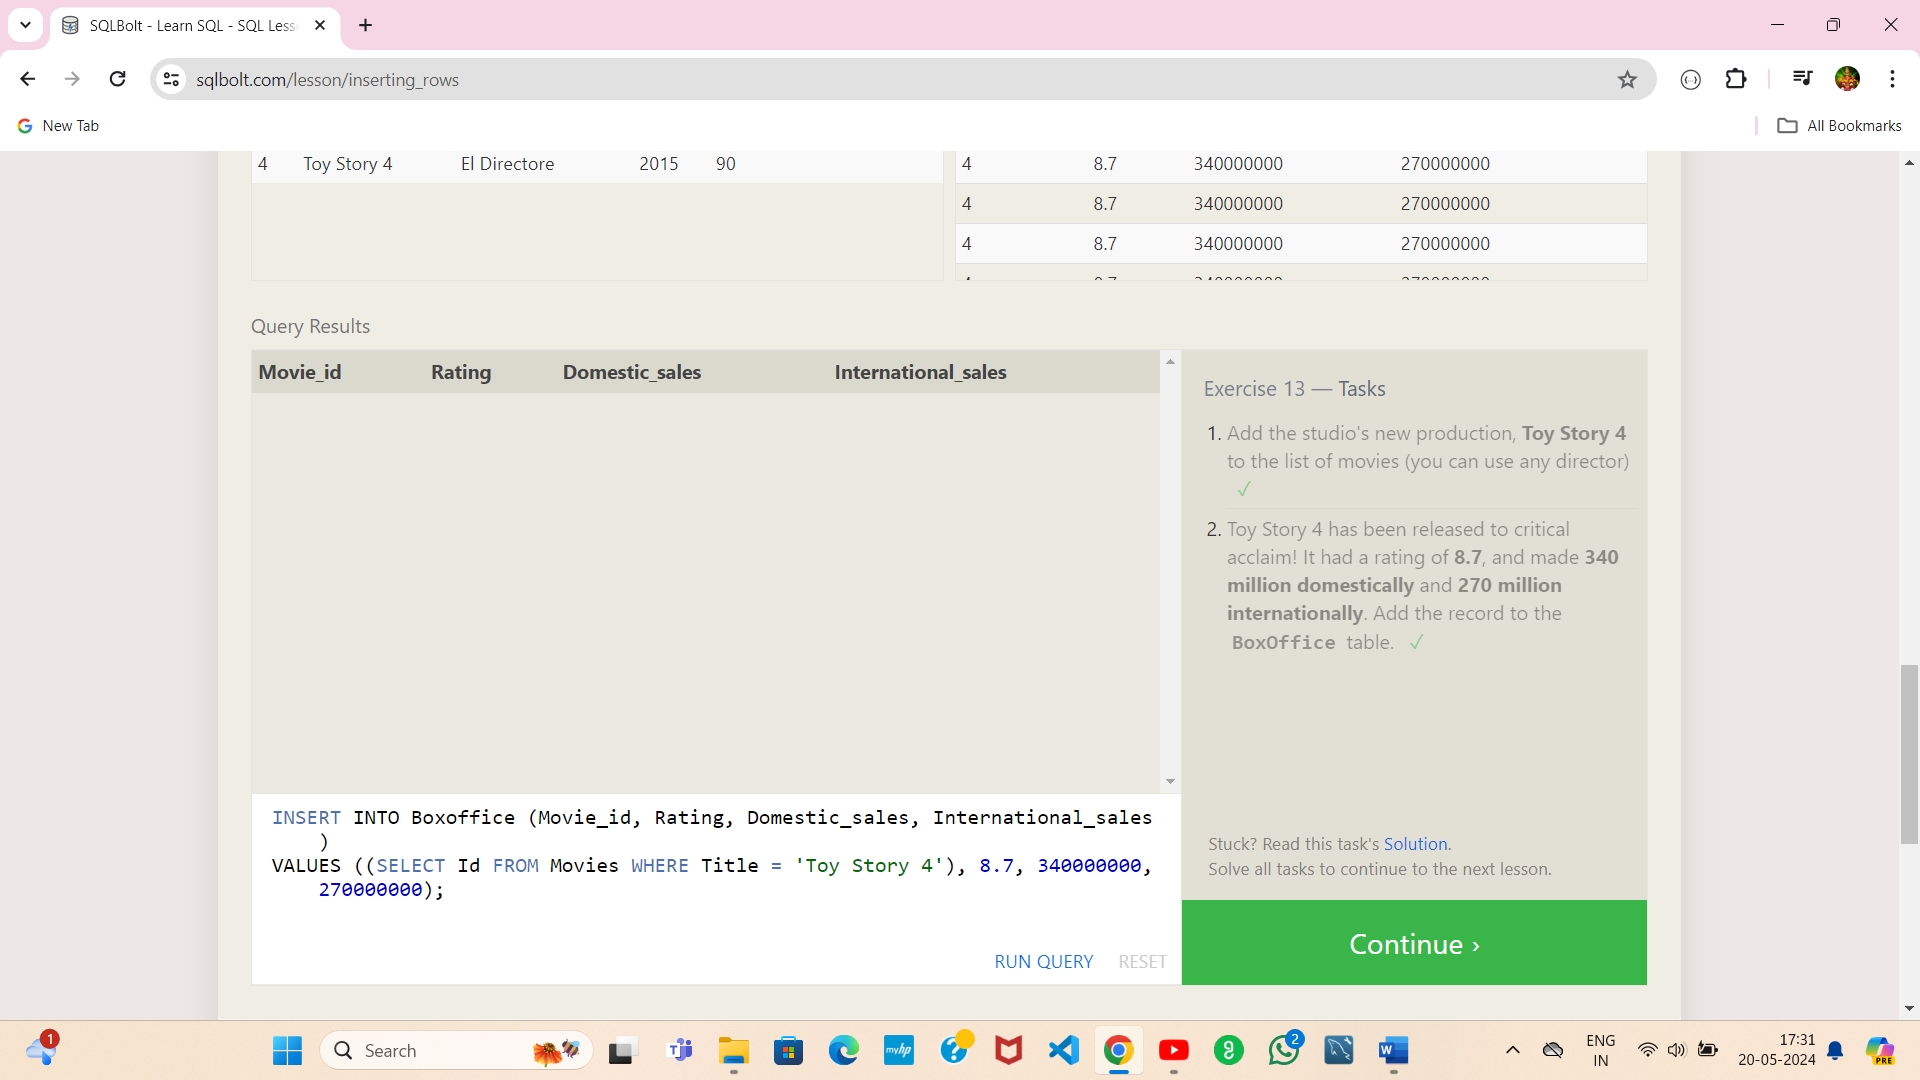 SQLBolt - Learn SQL - SQL Less
sqlbolt.com/lesson/inserting_rows
New Tab
All Bookmarks
4 Toy Story 4 El Directore 2015 90
4 8.7 340000000 270000000
4 8.7 340000000 270000000
4 8.7 340000000 270000000
Query Results
Movie_id Rating Domestic_sales International_sales
Exercise 13 — Tasks
1. Add the studio's new production, Toy Story 4
to the list of movies (you can use any director)
✓
2. Toy Story 4 has been released to critical
acclaim! It had a rating of 8.7, and made 340
million domestically and 270 million
internationally. Add the record to the
BoxOffice table. ✓
INSERT INTO Boxoffice (Movie_id, Rating, Domestic_sales, International_sales
)
VALUES ((SELECT Id FROM Movies WHERE Title = 'Toy Story 4'), 8.7, 340000000,
270000000);
RUN QUERY RESET
Stuck? Read this task's Solution.
Solve all tasks to continue to the next lesson.
Continue ›
1
Search
myhp
2
ENG
IN
17:31
20-05-2024
PRE